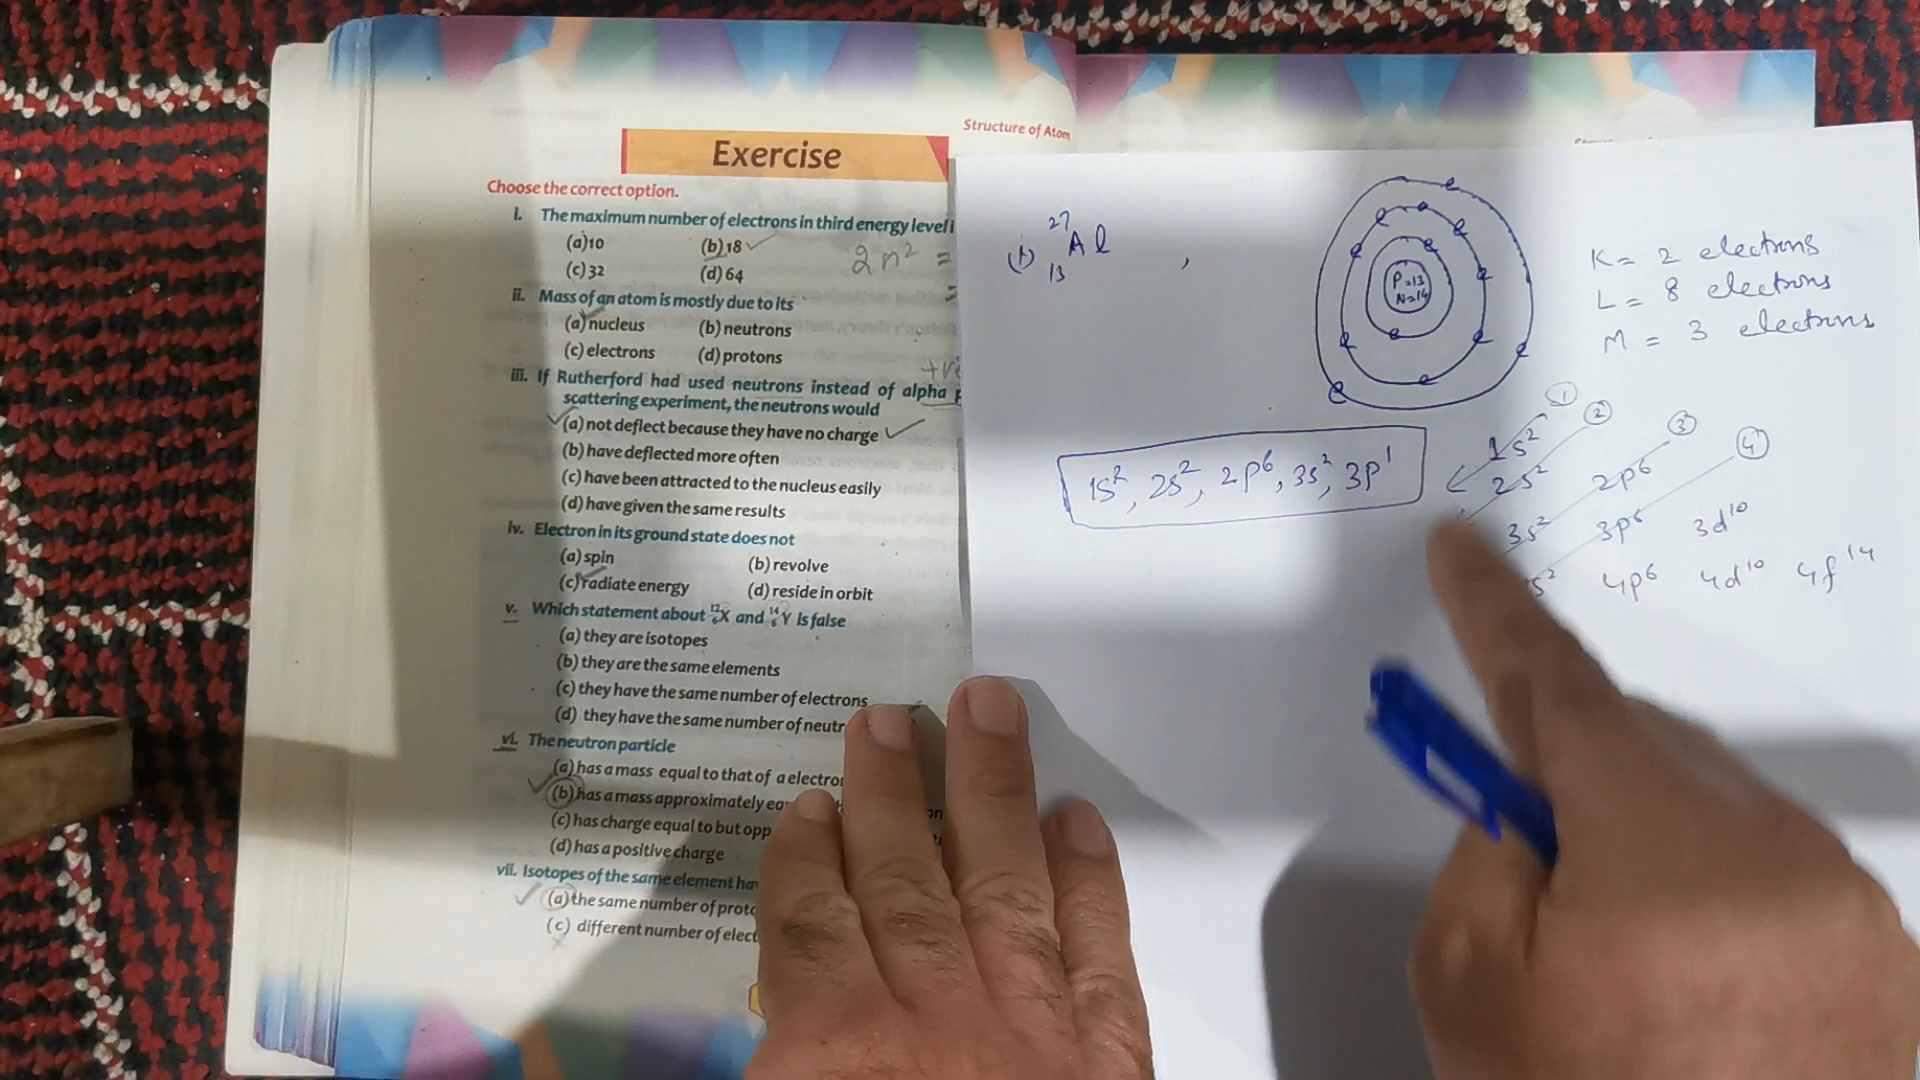 Structure of Atom
Exercise
Choose the correct option.
i. The maximum number of electrons in third energy level i
(a)10 (b)18
(c)32 (d)64
2n² =
=
ii. Mass of an atom is mostly due to its
(a)nucleus (b)neutrons
(c)electrons (d)protons
iii. If Rutherford had used neutrons instead of alpha p
scattering experiment, the neutrons would
(a) not deflect because they have no charge
(b) have deflected more often
(c) have been attracted to the nucleus easily
(d) have given the same results
iv. Electron in its ground state does not
(a) spin (b) revolve
(c) radiate energy (d) reside in orbit
v. Which statement about ¹²₆X and ¹⁴₆Y is false
(a) they are isotopes
(b) they are the same elements
(c) they have the same number of electrons
(d) they have the same number of neutr
vi. The neutron particle
(a) has a mass equal to that of a electro
(b) has a mass approximately
(c) has charge equal to but opp
(d) has a positive charge
vii. Isotopes of the same element ha
(a) the same number of proto
(c) different number of elect
²⁷₁₃Al ,
P=13
N=14
e e e e e e e e e e e e e
K = 2 electrons
L = 8 electrons
M = 3 electrons
1s², 2s², 2p⁶, 3s², 3p¹
1 2 3 4
1s²
2s² 2p⁶
3s² 3p⁶ 3d¹⁰
s² 4p⁶ 4d¹⁰ 4f¹⁴